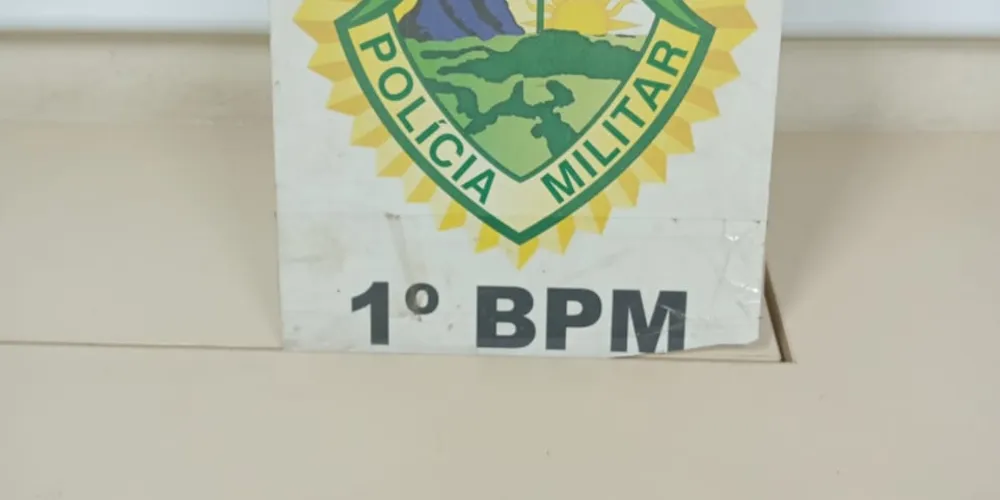 POLÍCIA MILITAR
1º BPM